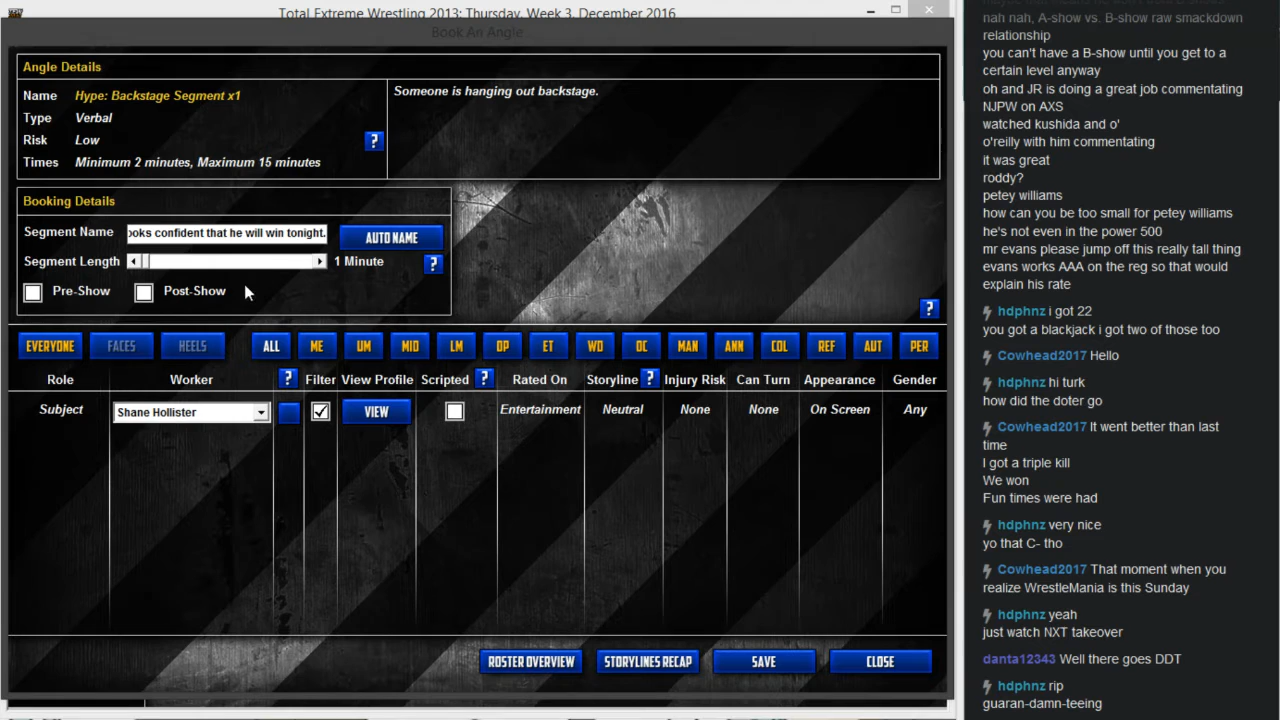 Total Extreme Wrestling 2013: Thursday, Week 3, December 2016
Book An Angle
Angle Details
Name Hype: Backstage Segment x1
Type Verbal
Risk Low
?
Times Minimum 2 minutes, Maximum 15 minutes
Someone is hanging out backstage.
Booking Details
Segment Name ooks confident that he will win tonight. AUTO NAME
Segment Length 1 Minute ?
Pre-Show Post-Show
?
EVERYONE FACES HEELS ALL ME UM MID LM OP ET WD OC MAN ANN COL REF AUT PER
Role Worker ? Filter View Profile Scripted ? Rated On Storyline ? Injury Risk Can Turn Appearance Gender
Subject Shane Hollister VIEW Entertainment Neutral None None On Screen Any
ROSTER OVERVIEW STORYLINES RECAP SAVE CLOSE
nah nah, A-show vs. B-show raw smackdown
relationship
you can't have a B-show until you get to a
certain level anyway
oh and JR is doing a great job commentating
NJPW on AXS
watched kushida and o'
o'reilly with him commentating
it was great
roddy?
petey williams
how can you be too small for petey williams
he's not even in the power 500
mr evans please jump off this really tall thing
evans works AAA on the reg so that would
explain his rate
hdphnz i got 22
you got a blackjack i got two of those too
Cowhead2017 Hello
hdphnz hi turk
how did the doter go
Cowhead2017 It went better than last
time
I got a triple kill
We won
Fun times were had
hdphnz very nice
yo that C- tho
Cowhead2017 That moment when you
realize WrestleMania is this Sunday
hdphnz yeah
just watch NXT takeover
danta12343 Well there goes DDT
hdphnz rip
guaran-damn-teeing